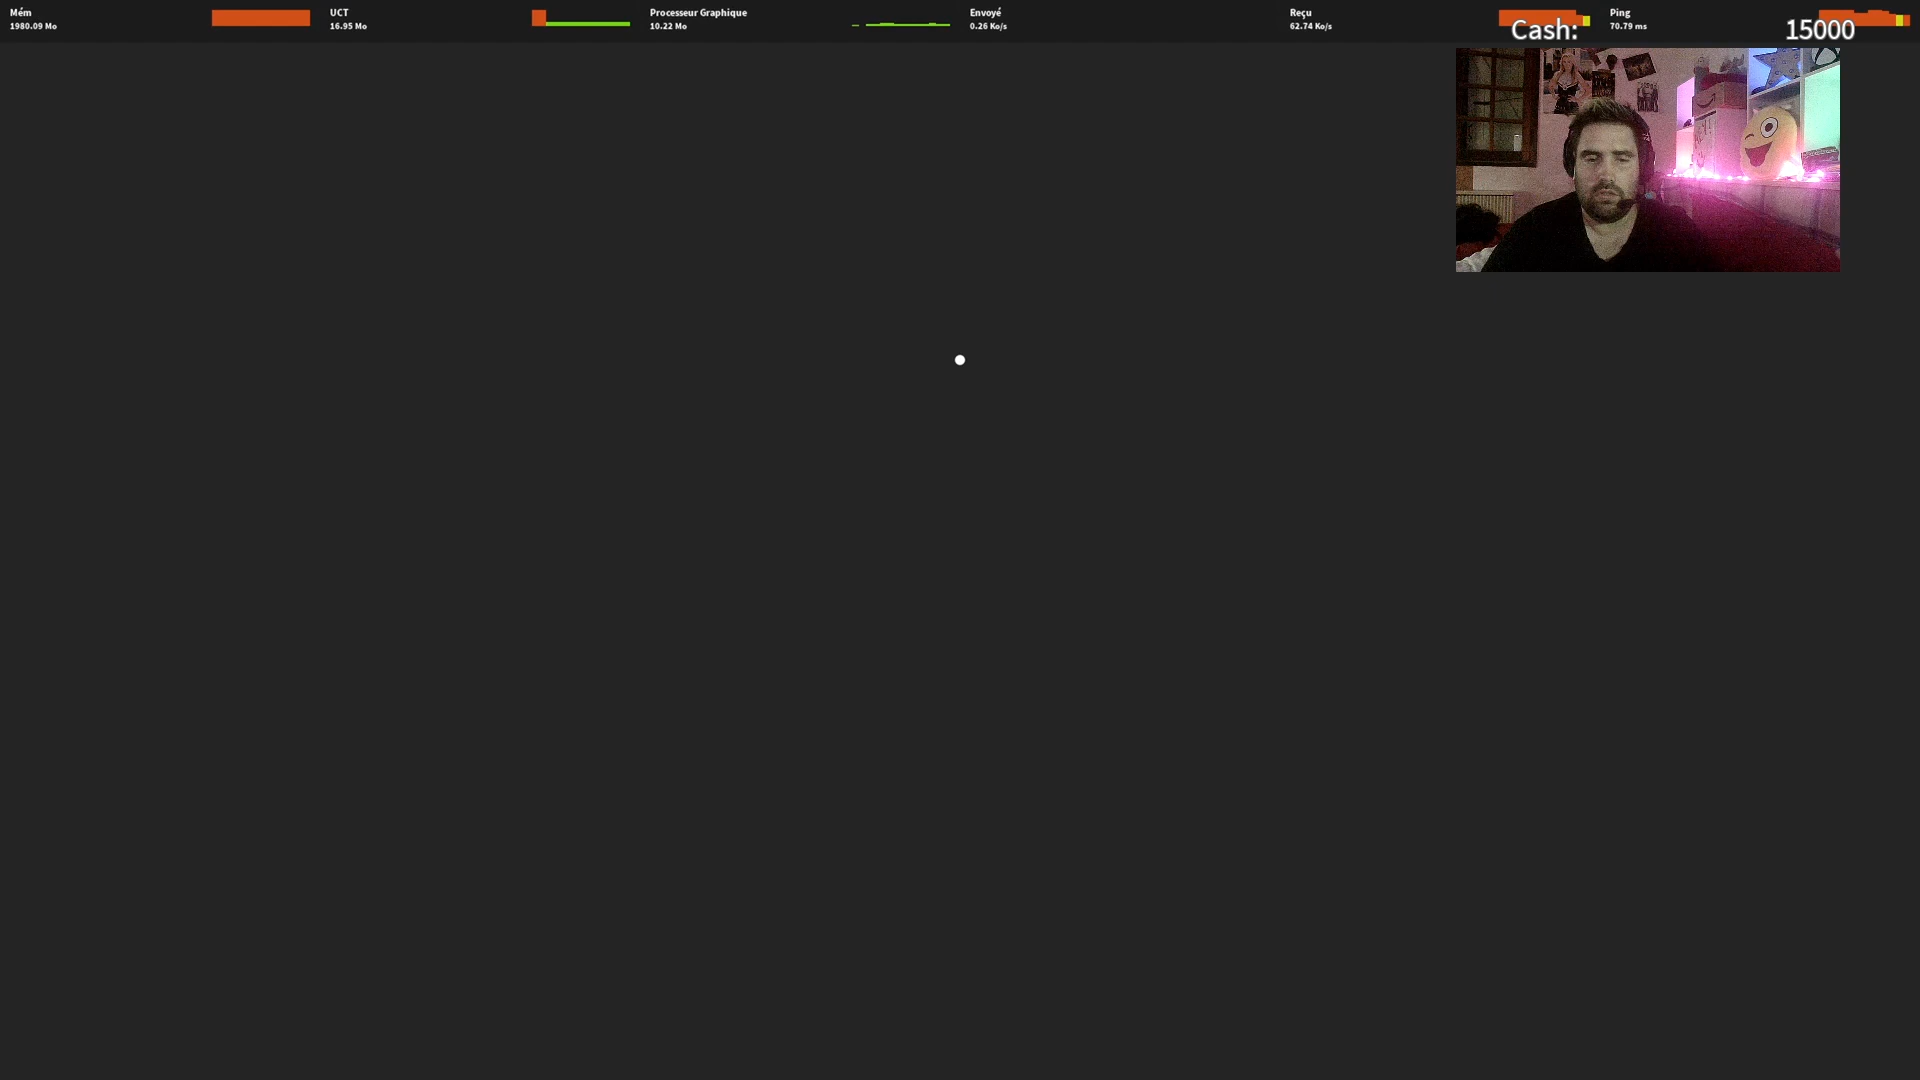 Mém
1980.09 Mo
UCT
16.95 Mo
Processeur Graphique
10.22 Mo
Envoyé
0.26 Ko/s
Reçu
62.74 Ko/s
Ping
70.79 ms
Cash: 15000